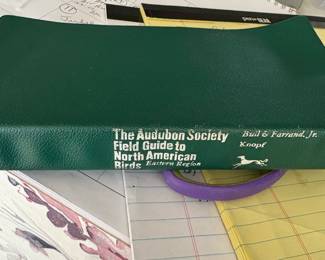 The Audubon Society
Field Guide to
North American
Birds Eastern Region
Bull & Farrand, Jr.
Knopf